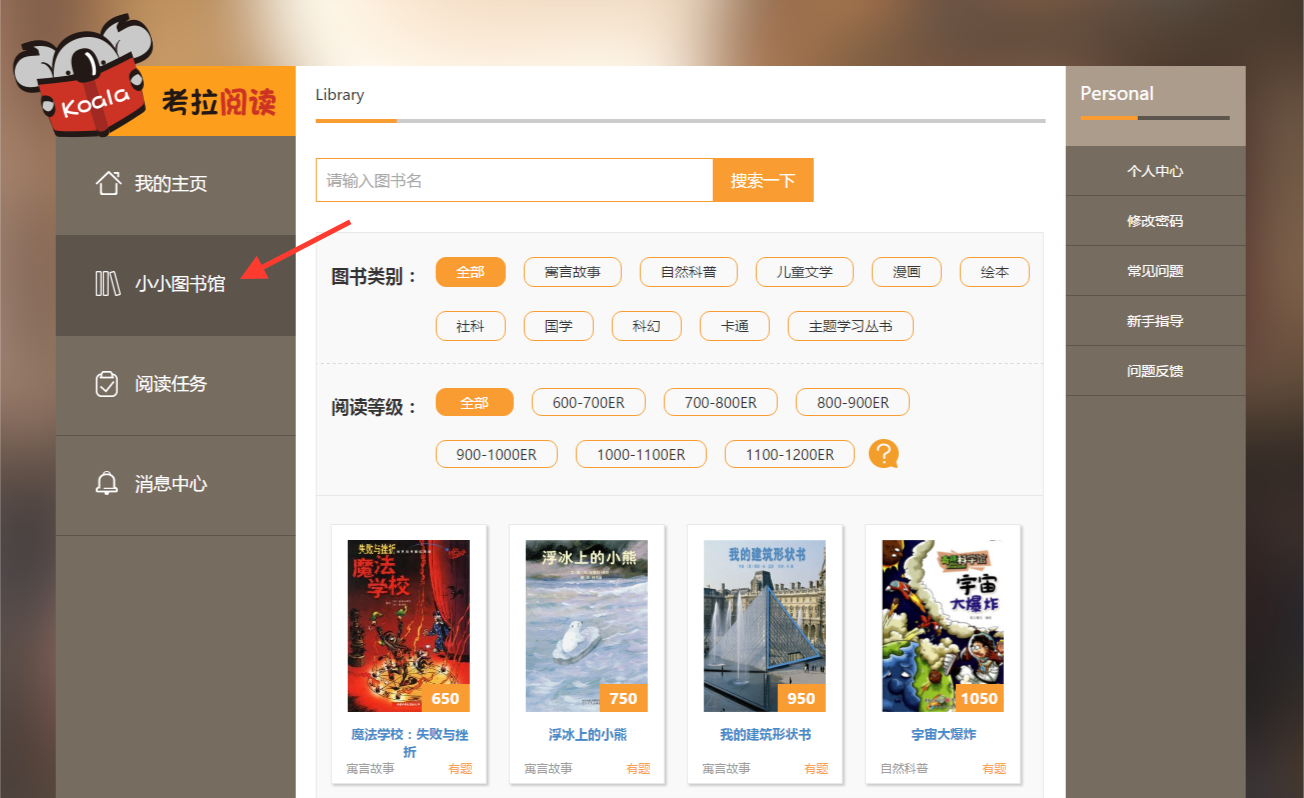 Koala
考拉阅读
我的主页
小小图书馆
阅读任务
消息中心
Library
请输入图书名
搜索一下
图书类别：
全部
寓言故事
自然科普
儿童文学
漫画
绘本
社科
国学
科幻
卡通
主题学习丛书
阅读等级：
全部
600-700ER
700-800ER
800-900ER
900-1000ER
1000-1100ER
1100-1200ER
?
失败与挫折
魔法
学校
650
魔法学校：失败与挫
折
寓言故事
有题
浮冰上的小熊
750
浮冰上的小熊
寓言故事
有题
我的建筑形状书
950
我的建筑形状书
寓言故事
有题
宇宙
大爆炸
1050
宇宙大爆炸
自然科普
有题
Personal
个人中心
修改密码
常见问题
新手指导
问题反馈